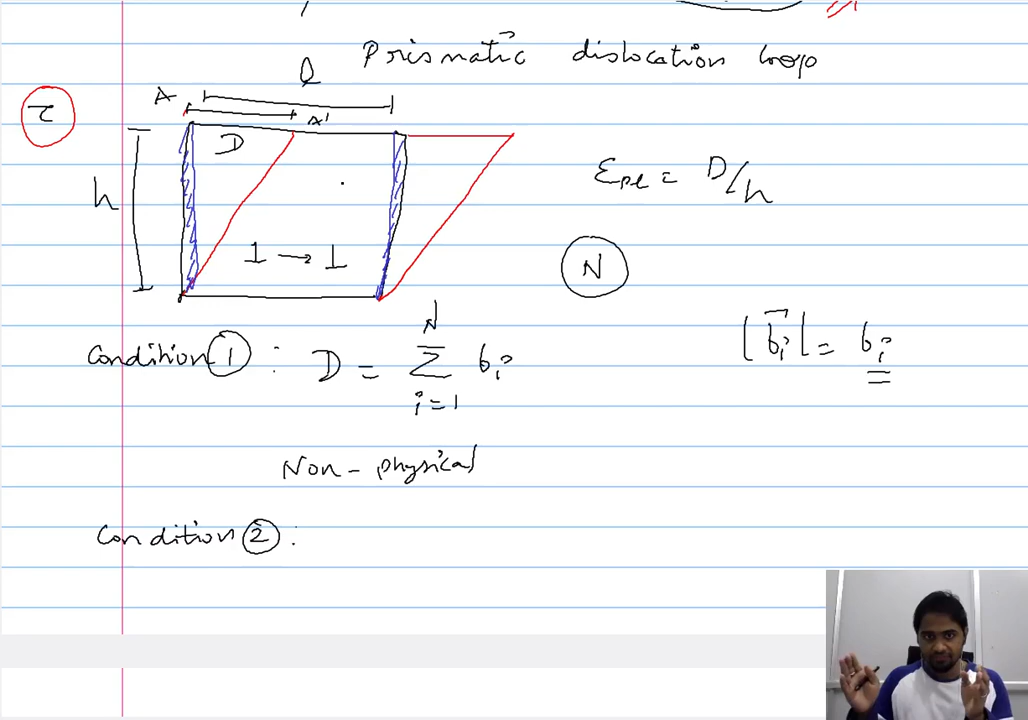 Prismatic dislocation loop
l
τ
A
A'
D
h
ε_pl = D/h
⊥ → ⊥
N
Condition ① : D = N Σ i=1 b_i
|b⃗_i| = b_i
Non-physical
Condition ② :